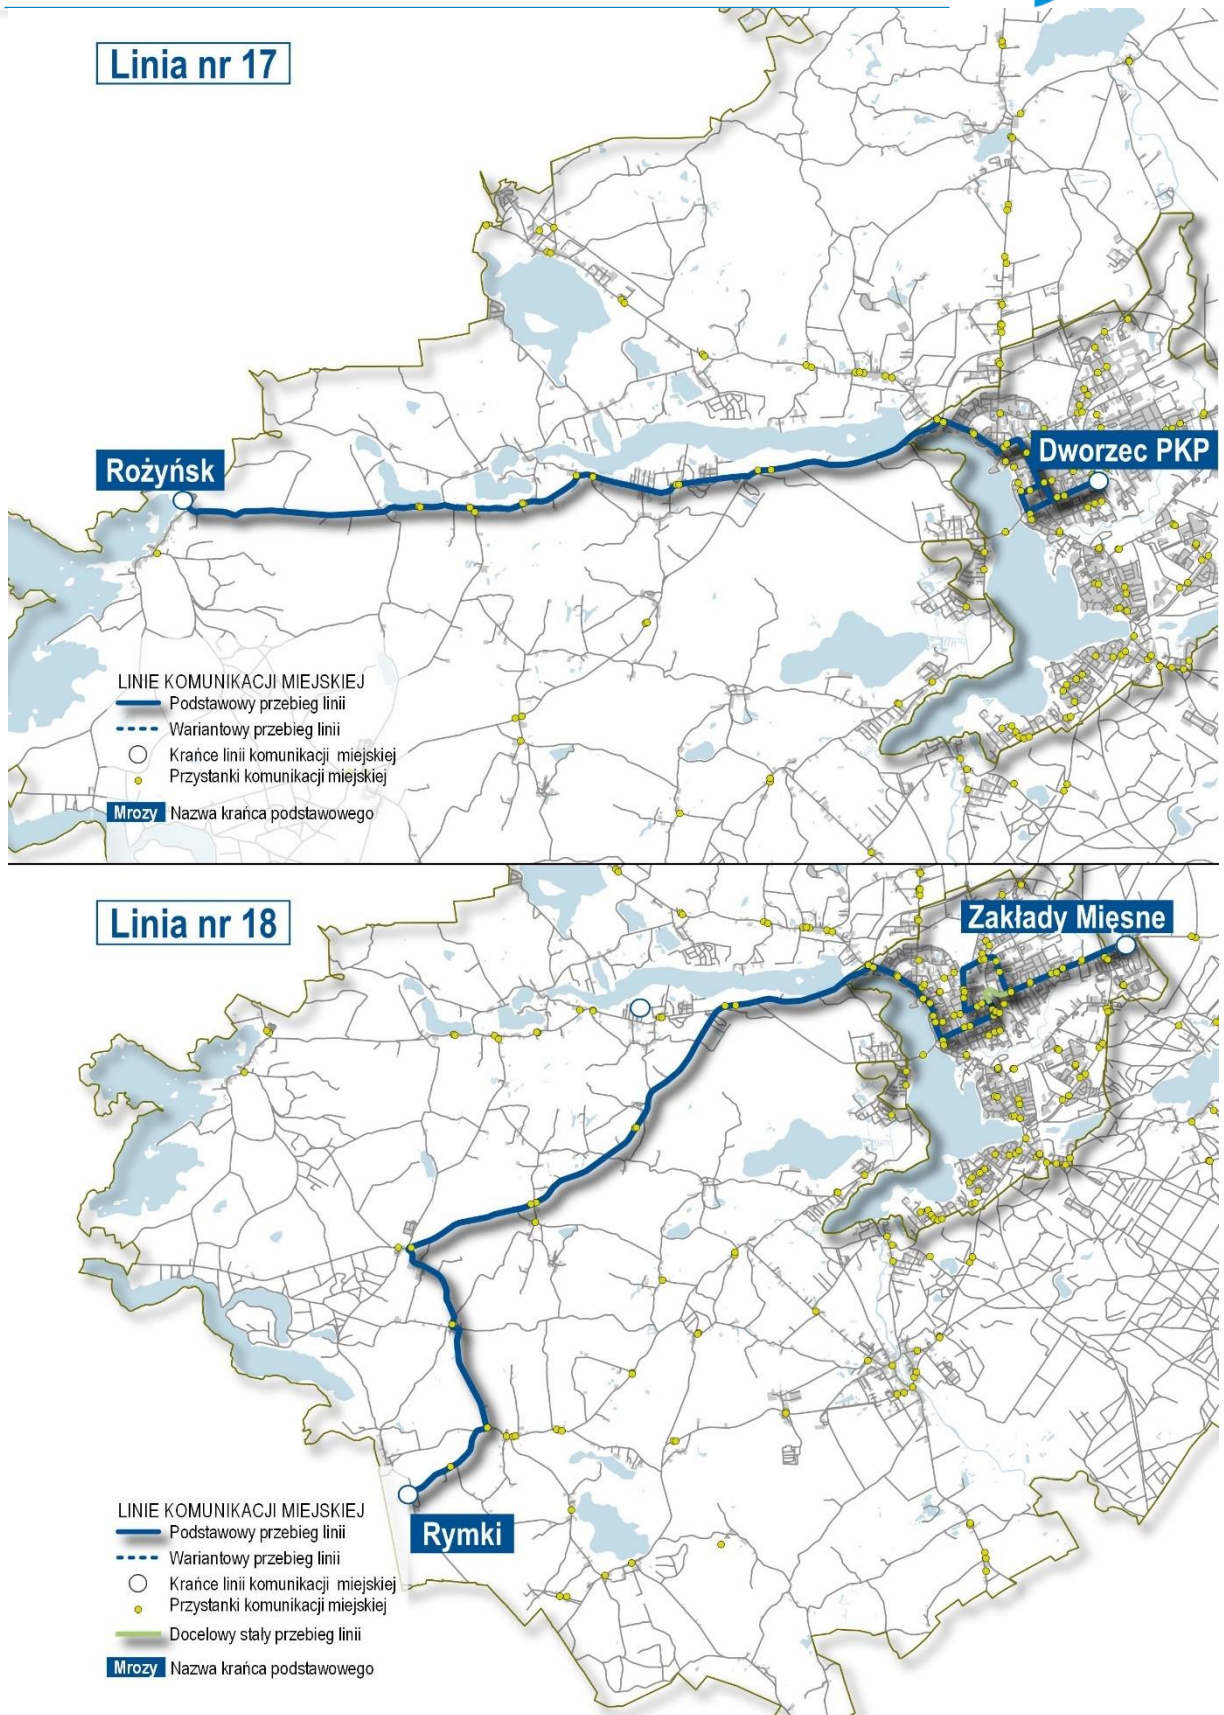 Linia nr 17
Dworzec PKP
Rożyńsk
LINIE KOMUNIKACJI MIEJSKIEJ
Podstawowy przebieg linii
Wariantowy przebieg linii
Krańce linii komunikacji miejskiej
Przystanki komunikacji miejskiej
Mrozy Nazwa krańca podstawowego
Linia nr 18
Zakłady Mięsne
Rymki
LINIE KOMUNIKACJI MIEJSKIEJ
Podstawowy przebieg linii
Wariantowy przebieg linii
Krańce linii komunikacji miejskiej
Przystanki komunikacji miejskiej
Docelowy stały przebieg linii
Mrozy Nazwa krańca podstawowego